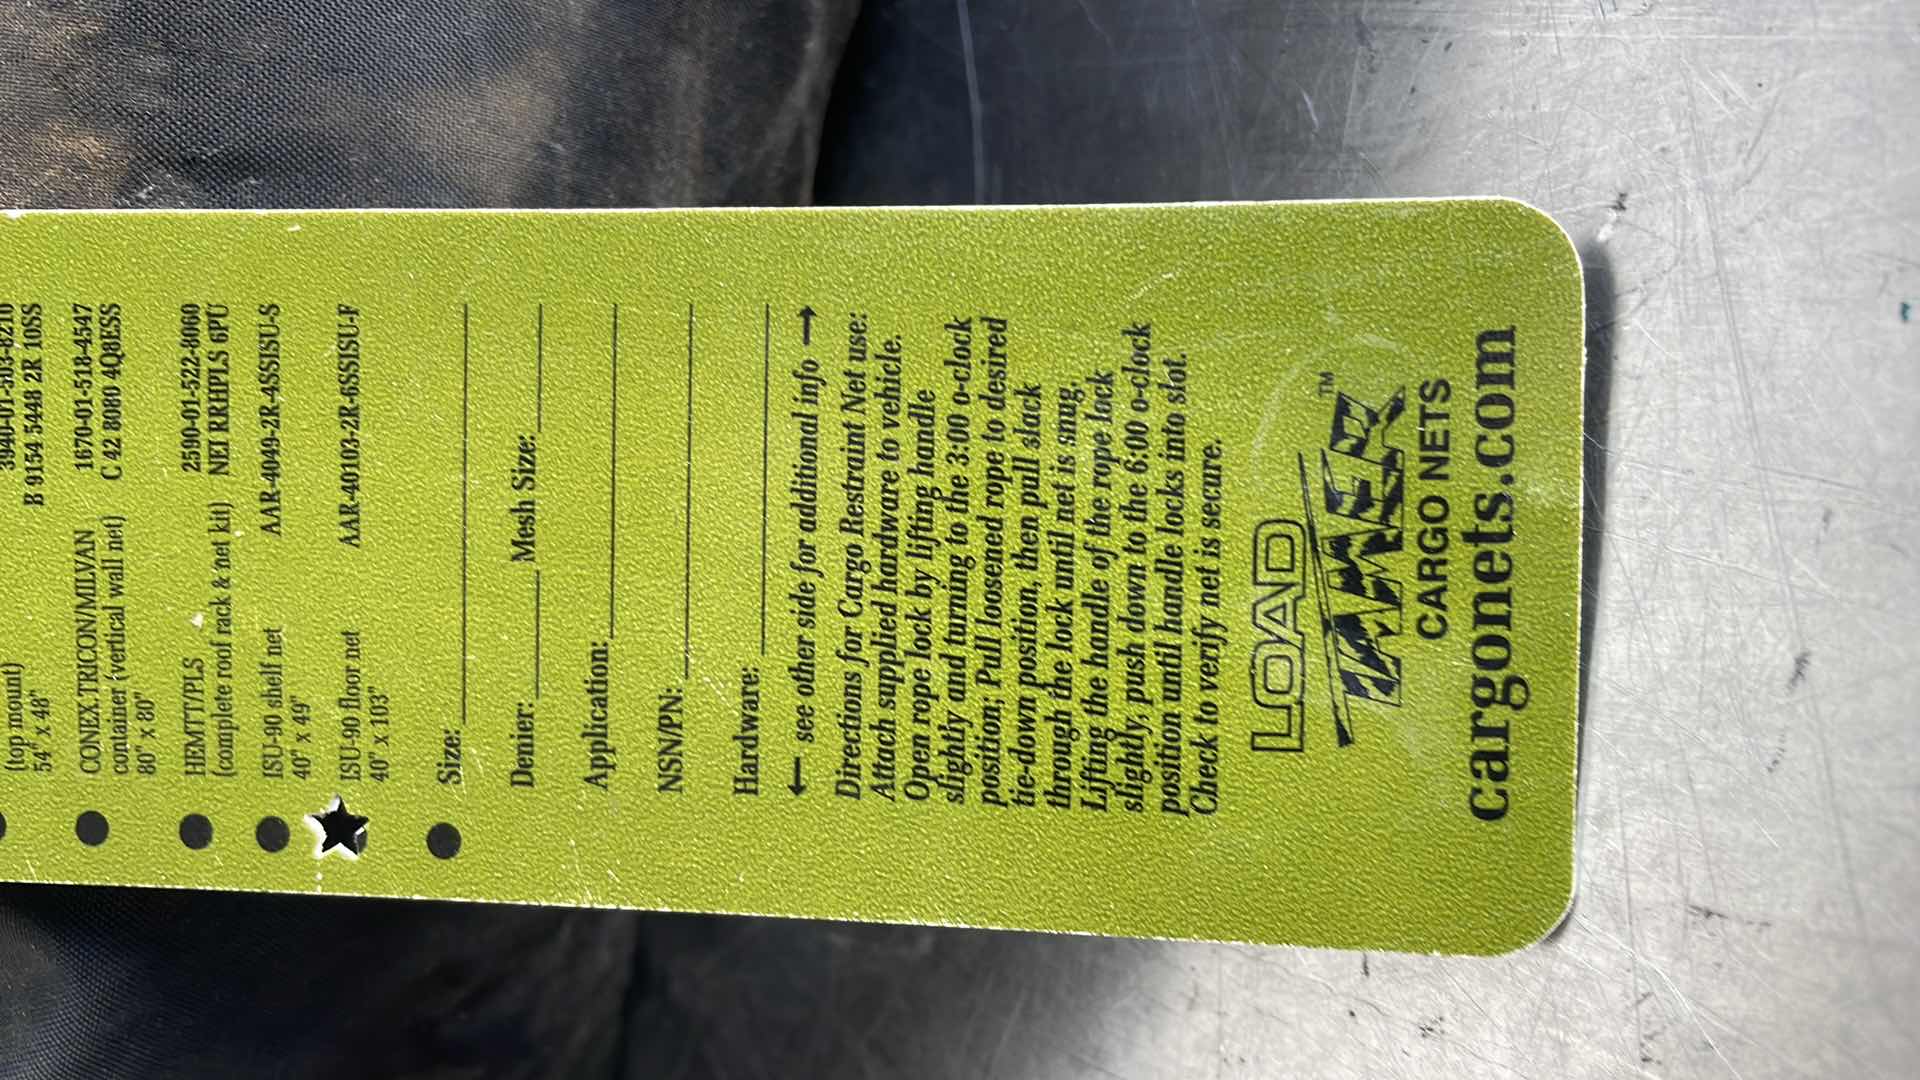 (top mount)
54" x 48"
3940-01-503-8210
B 9154 5448 2R 10SS
CONEX TRICON/MILVAN
container (vertical wall net)
80" x 80"
1670-01-518-4547
C 42 8080 4Q8ISS
HEMTT/PLS
(complete roof rack & net kit)
2590-01-522-8060
NEI RRHPLS 6PU
ISU-90 shelf net AAR-4049-2R-4SSISU-S
40" x 49"
ISU-90 floor net AAR-40103-2R-6SSISU-F
40" x 103"
Size:
Denier: Mesh Size:
Application:
NSN/PN:
Hardware:
← see other side for additional info →
Directions for Cargo Restraint Net use:
Attach supplied hardware to vehicle.
Open rope lock by lifting handle
slightly and turning to the 3:00 o-clock
position; Pull loosened rope to desired
tie-down position, then pull slack
through the lock until net is snug.
Lifting the handle of the rope lock
slightly, push down to the 6:00 o-clock
position until handle locks into slot.
Check to verify net is secure.
LOAD
TAMER™
CARGO NETS
cargonets.com